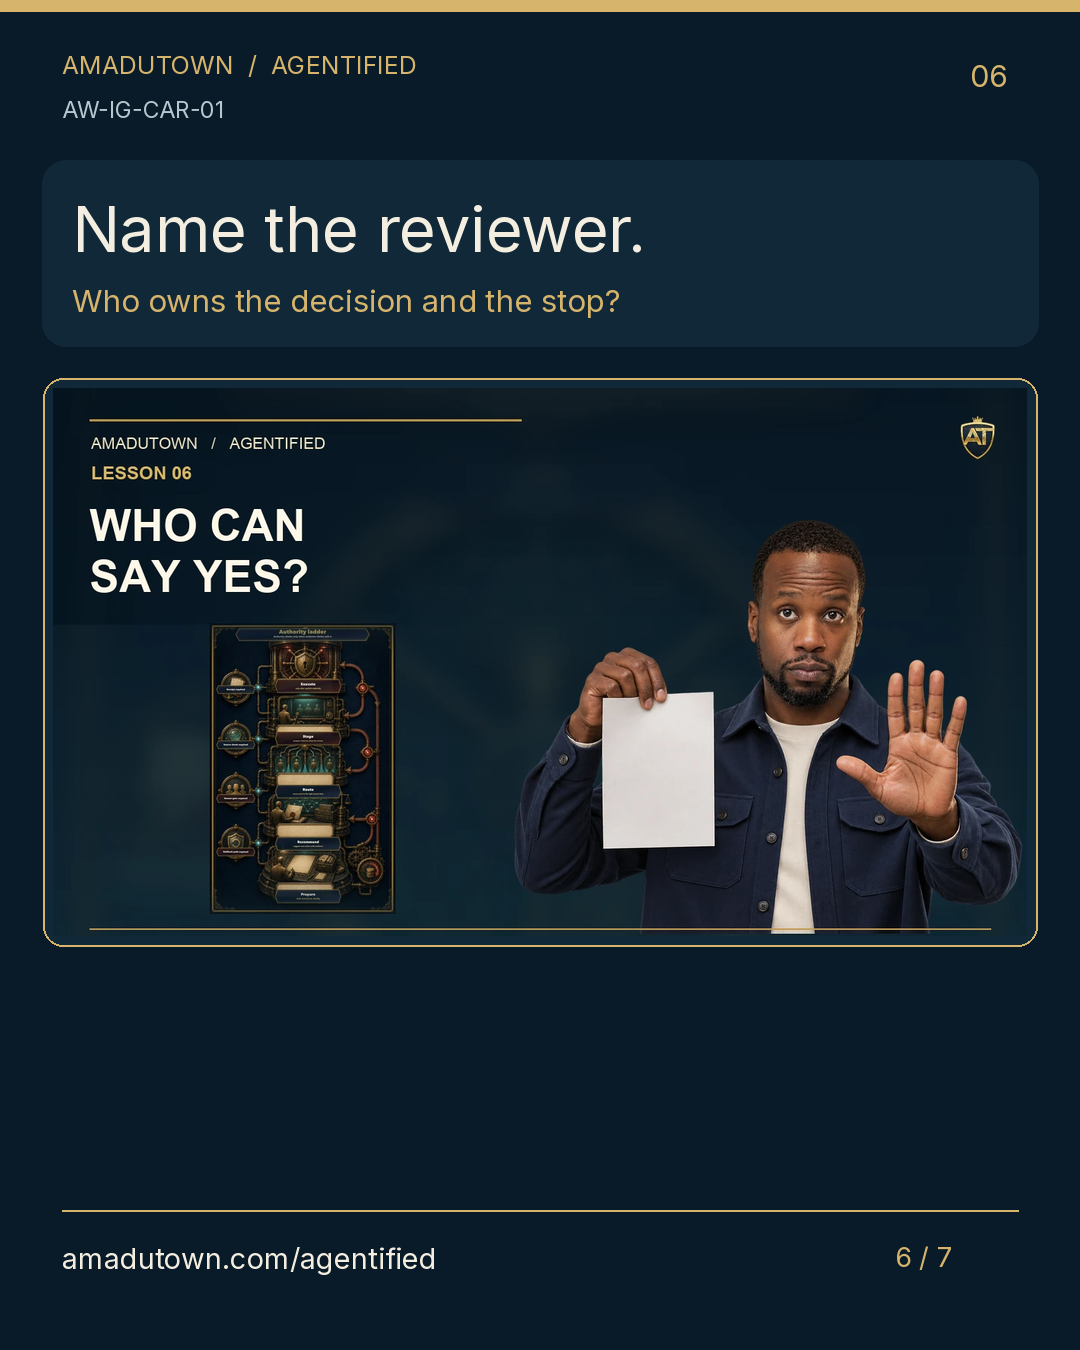 AMADUTOWN / AGENTIFIED
AW-IG-CAR-01
06
Name the reviewer.
Who owns the decision and the stop?
AMADUTOWN / AGENTIFIED
LESSON 06
WHO CAN
SAY YES?
AT
Authority ladder
Execute
Stage
Route
Recommend
Prepare
amadutown.com/agentified
6 / 7